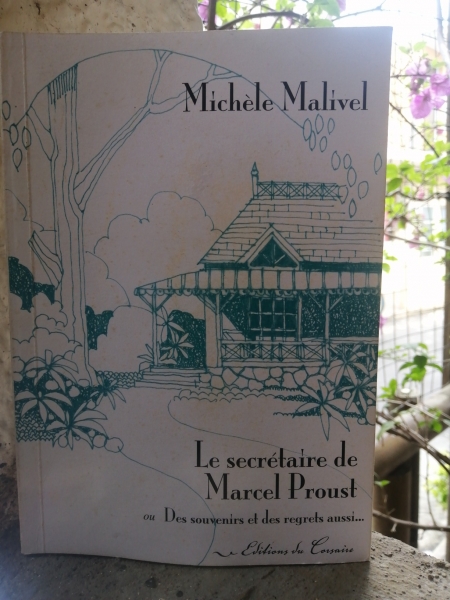 Michèle Malivel
Le secrétaire de
Marcel Proust
ou Des souvenirs et des regrets aussi...
Editions du Corsaire